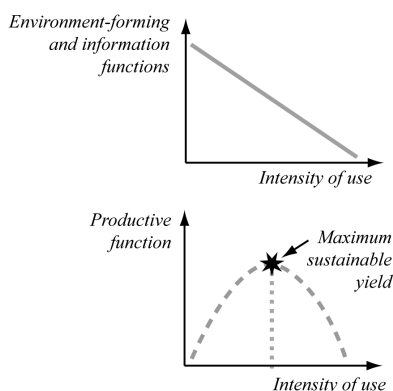 Environment-forming
and information
functions
Intensity of use
Productive
function
Maximum
sustainable
yield
Intensity of use